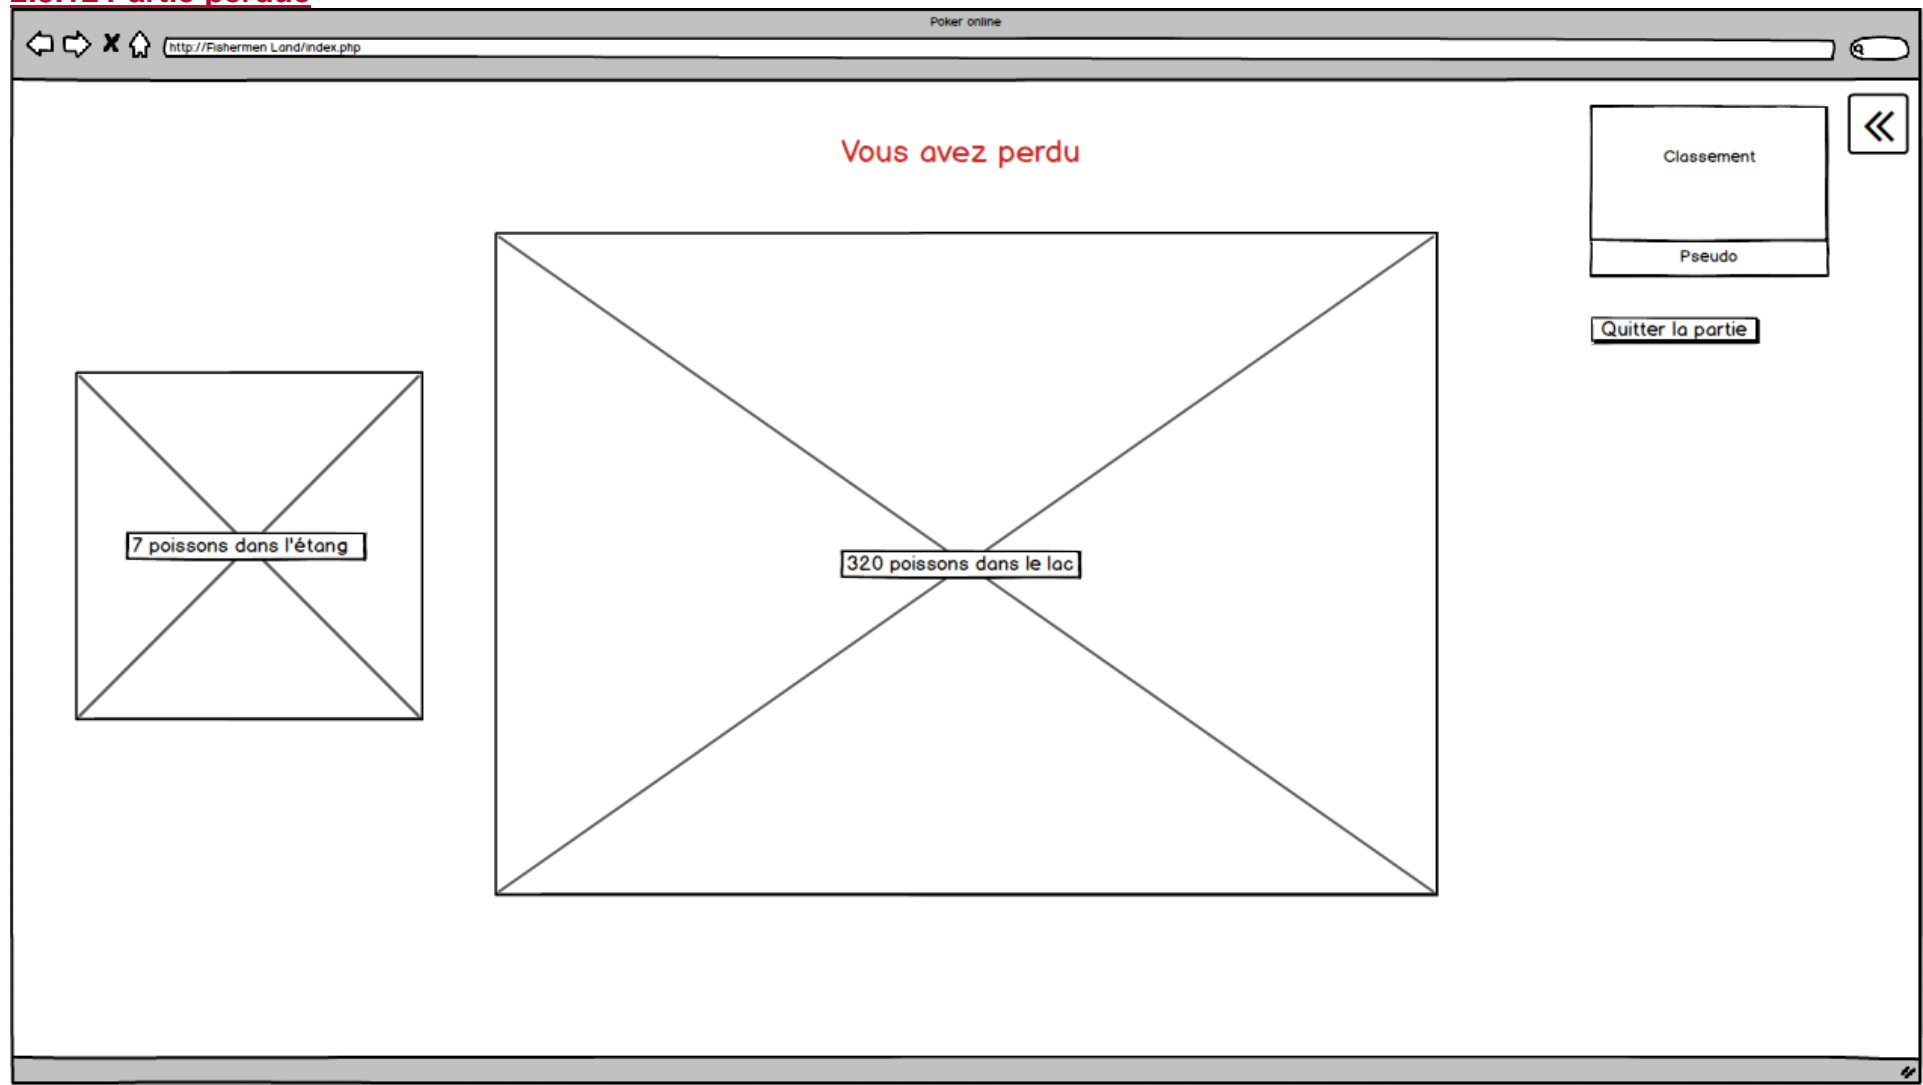 Poker online
http://Fishermen Land/index.php
Vous avez perdu
Classement
Pseudo
Quitter la partie
7 poissons dans l'étang
320 poissons dans le lac